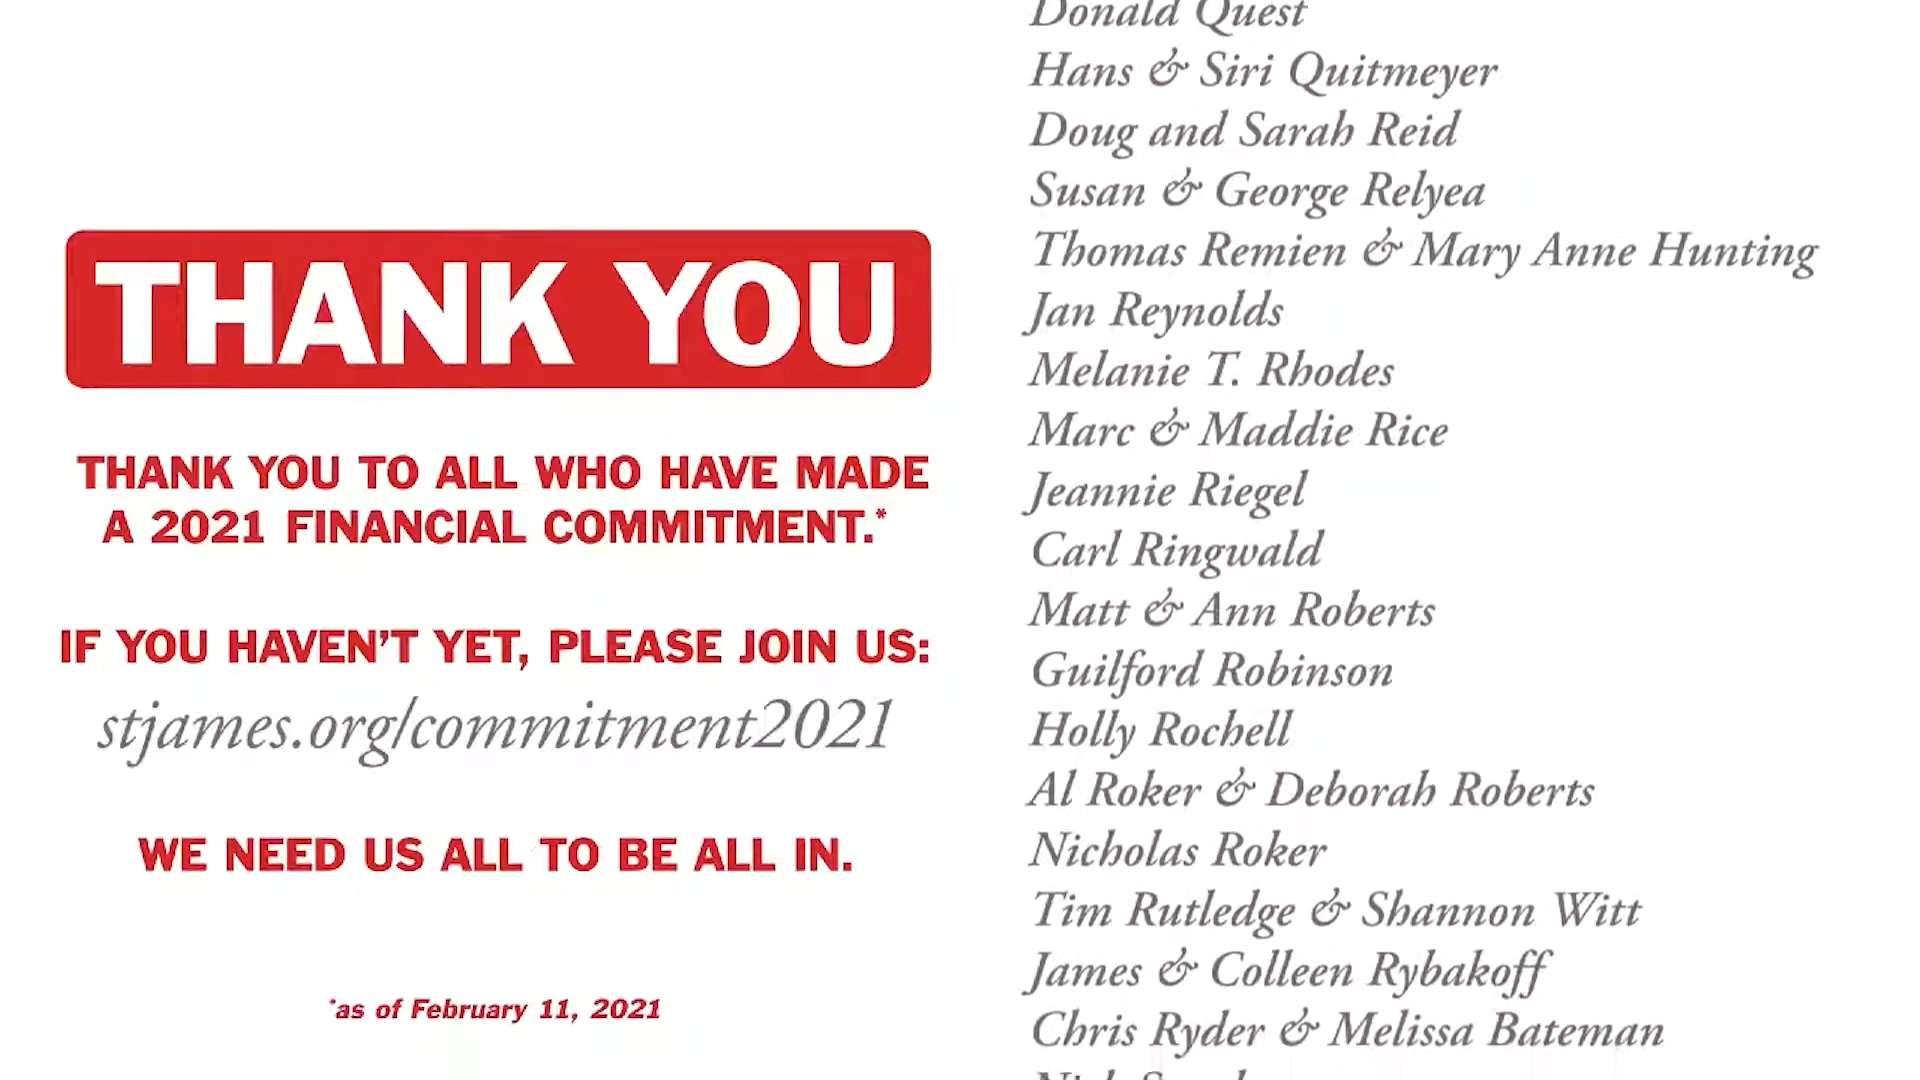 THANK YOU
THANK YOU TO ALL WHO HAVE MADE
A 2021 FINANCIAL COMMITMENT.*
IF YOU HAVEN'T YET, PLEASE JOIN US:
stjames.org/commitment2021
WE NEED US ALL TO BE ALL IN.
*as of February 11, 2021
Donald Quest
Hans & Siri Quitmeyer
Doug and Sarah Reid
Susan & George Relyea
Thomas Remien & Mary Anne Hunting
Jan Reynolds
Melanie T. Rhodes
Marc & Maddie Rice
Jeannie Riegel
Carl Ringwald
Matt & Ann Roberts
Guilford Robinson
Holly Rochell
Al Roker & Deborah Roberts
Nicholas Roker
Tim Rutledge & Shannon Witt
James & Colleen Rybakoff
Chris Ryder & Melissa Bateman